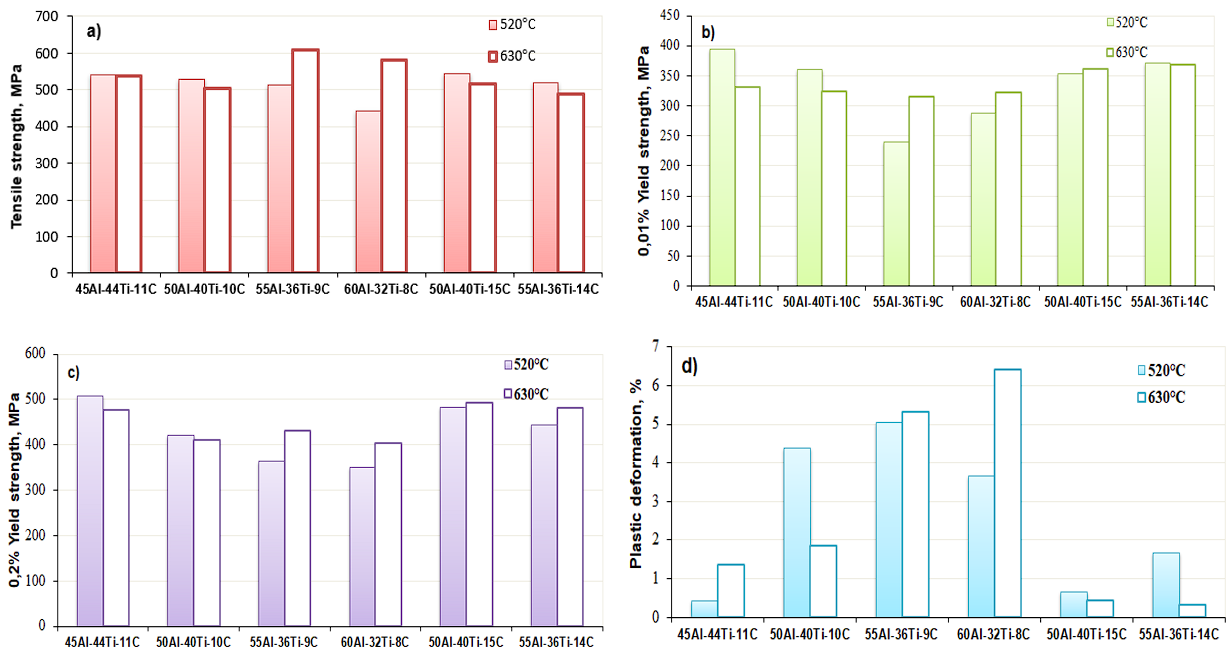 a)
520°C
630°C
Tensile strength, MPa
700
600
500
400
300
200
100
0
45Al-44Ti-11C 50Al-40Ti-10C 55Al-36Ti-9C 60Al-32Ti-8C 50Al-40Ti-15C 55Al-36Ti-14C
b)
520°C
630°C
0,01% Yield strength, MPa
450
400
350
300
250
200
150
100
50
0
45Al-44Ti-11C 50Al-40Ti-10C 55Al-36Ti-9C 60Al-32Ti-8C 50Al-40Ti-15C 55Al-36Ti-14C
c)
520°C
630°C
0,2% Yield strength, MPa
600
500
400
300
200
100
0
45Al-44Ti-11C 50Al-40Ti-10C 55Al-36Ti-9C 60Al-32Ti-8C 50Al-40Ti-15C 55Al-36Ti-14C
d)
520°C
630°C
Plastic deformation, %
7
6
5
4
3
2
1
0
45Al-44Ti-11C 50Al-40Ti-10C 55Al-36Ti-9C 60Al-32Ti-8C 50Al-40Ti-15C 55Al-36Ti-14C